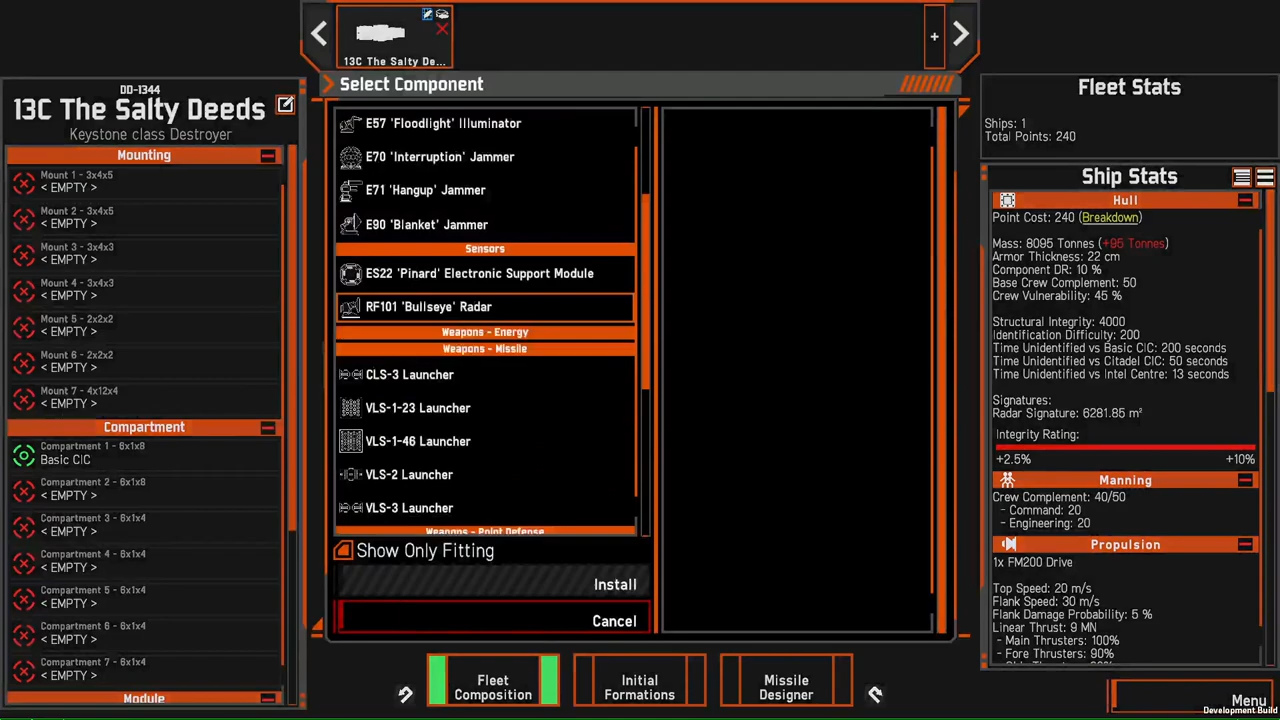 13C The Salty De...
+
Select Component
DD-1344
13C The Salty Deeds
Keystone class Destroyer
Mounting
Mount 1 - 3x4x5
< EMPTY >
Mount 2 - 3x4x5
< EMPTY >
Mount 3 - 3x4x3
< EMPTY >
Mount 4 - 3x4x3
< EMPTY >
Mount 5 - 2x2x2
< EMPTY >
Mount 6 - 2x2x2
< EMPTY >
Mount 7 - 4x12x4
< EMPTY >
Compartment
Compartment 1 - 6x1x8
Basic CIC
Compartment 2 - 6x1x8
< EMPTY >
Compartment 3 - 6x1x4
< EMPTY >
Compartment 4 - 6x1x4
< EMPTY >
Compartment 5 - 6x1x4
< EMPTY >
Compartment 6 - 6x1x4
< EMPTY >
Compartment 7 - 6x1x4
< EMPTY >
Module
E57 'Floodlight' Illuminator
E70 'Interruption' Jammer
E71 'Hangup' Jammer
E90 'Blanket' Jammer
Sensors
ES22 'Pinard' Electronic Support Module
RF101 'Bullseye' Radar
Weapons - Energy
Weapons - Missile
CLS-3 Launcher
VLS-1-23 Launcher
VLS-1-46 Launcher
VLS-2 Launcher
VLS-3 Launcher
Weapons - Point Defense
Show Only Fitting
Install
Cancel
Fleet Composition
Initial Formations
Missile Designer
Fleet Stats
Ships: 1
Total Points: 240
Ship Stats
Hull
Point Cost: 240 (Breakdown)
Mass: 8095 Tonnes (+95 Tonnes)
Armor Thickness: 22 cm
Component DR: 10 %
Base Crew Complement: 50
Crew Vulnerability: 45 %
Structural Integrity: 4000
Identification Difficulty: 200
Time Unidentified vs Basic CIC: 200 seconds
Time Unidentified vs Citadel CIC: 50 seconds
Time Unidentified vs Intel Centre: 13 seconds
Signatures:
Radar Signature: 6281.85 m²
Integrity Rating:
+2.5% +10%
Manning
Crew Complement: 40/50
- Command: 20
- Engineering: 20
Propulsion
1x FM200 Drive
Top Speed: 20 m/s
Flank Speed: 30 m/s
Flank Damage Probability: 5 %
Linear Thrust: 9 MN
- Main Thrusters: 100%
- Fore Thrusters: 90%
Menu
Development Build